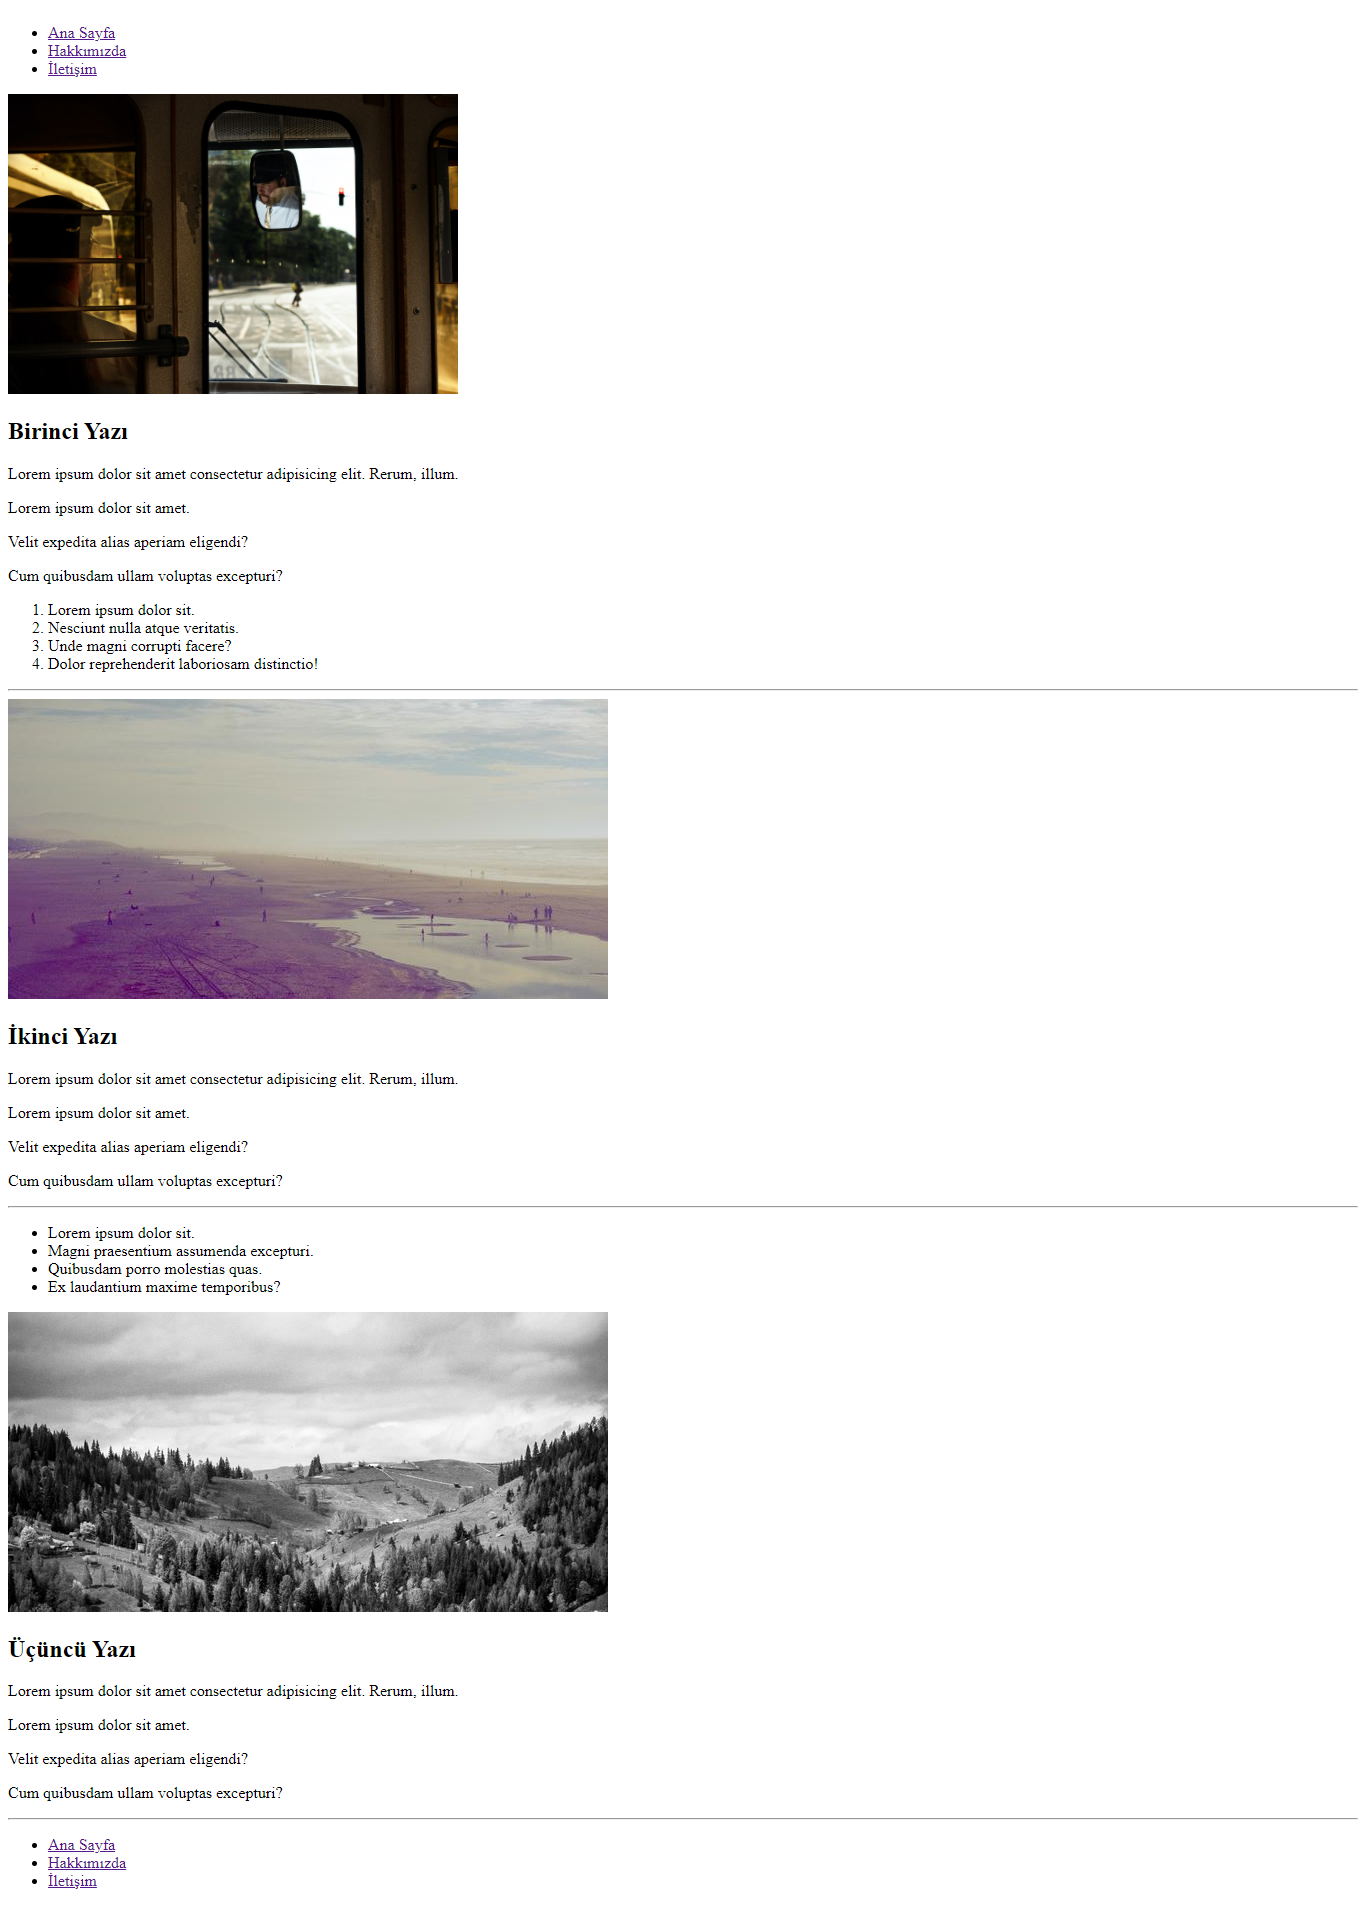 Ana Sayfa
Hakkımızda
İletişim
Birinci Yazı
Lorem ipsum dolor sit amet consectetur adipisicing elit. Rerum, illum.
Lorem ipsum dolor sit amet.
Velit expedita alias aperiam eligendi?
Cum quibusdam ullam voluptas excepturi?
1. Lorem ipsum dolor sit.
2. Nesciunt nulla atque veritatis.
3. Unde magni corrupti facere?
4. Dolor reprehenderit laboriosam distinctio!
İkinci Yazı
Lorem ipsum dolor sit amet consectetur adipisicing elit. Rerum, illum.
Lorem ipsum dolor sit amet.
Velit expedita alias aperiam eligendi?
Cum quibusdam ullam voluptas excepturi?
Lorem ipsum dolor sit.
Magni praesentium assumenda excepturi.
Quibusdam porro molestias quas.
Ex laudantium maxime temporibus?
Üçüncü Yazı
Lorem ipsum dolor sit amet consectetur adipisicing elit. Rerum, illum.
Lorem ipsum dolor sit amet.
Velit expedita alias aperiam eligendi?
Cum quibusdam ullam voluptas excepturi?
Ana Sayfa
Hakkımızda
İletişim